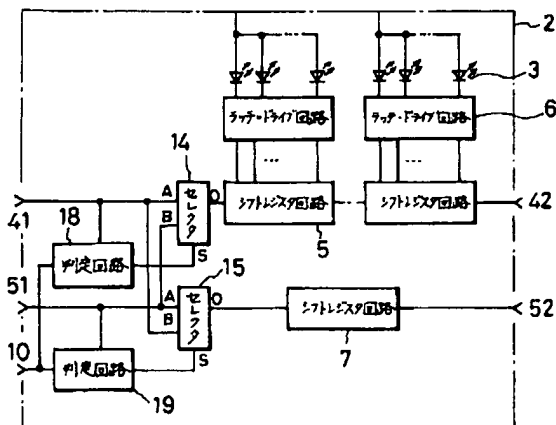 2
3
ラッチ・ドライブ回路
ラッチ・ドライブ回路
6
14
A
B
セレクタ
O
S
シフトレジスタ回路
シフトレジスタ回路
5
41
42
18
判定回路
15
51
A
B
セレクタ
O
S
シフトレジスタ回路
7
52
10
判定回路
19